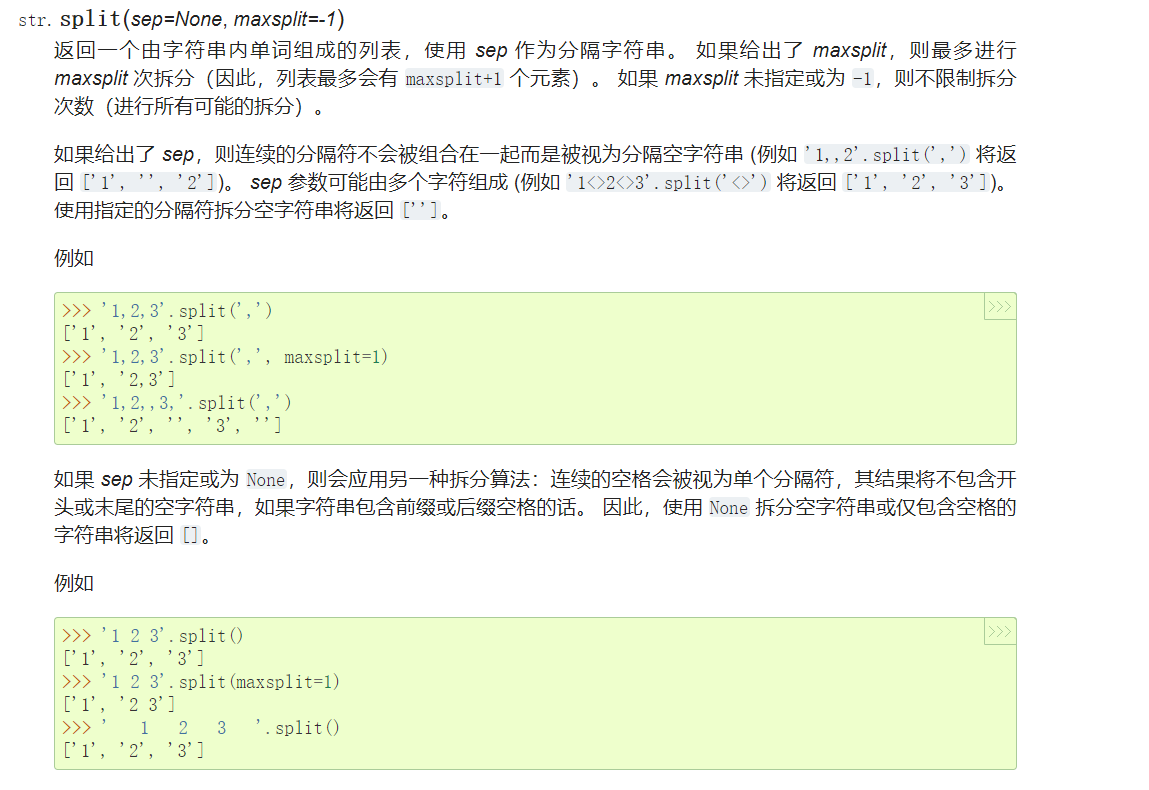 str.split(sep=None, maxsplit=-1)
返回一个由字符串内单词组成的列表，使用 sep 作为分隔字符串。 如果给出了 maxsplit，则最多进行
maxsplit 次拆分（因此，列表最多会有 maxsplit+1 个元素）。 如果 maxsplit 未指定或为 -1，则不限制拆分
次数（进行所有可能的拆分）。
如果给出了 sep，则连续的分隔符不会被组合在一起而是被视为分隔空字符串 (例如 '1,,2'.split(',') 将返
回 ['1', '', '2'])。 sep 参数可能由多个字符组成 (例如 '1<>2<>3'.split('<>') 将返回 ['1', '2', '3'])。
使用指定的分隔符拆分空字符串将返回 ['']。
例如
>>> '1,2,3'.split(',')
>>>
['1', '2', '3']
>>> '1,2,3'.split(',', maxsplit=1)
['1', '2,3']
>>> '1,2,,3,'.split(',')
['1', '2', '', '3', '']
如果 sep 未指定或为 None，则会应用另一种拆分算法：连续的空格会被视为单个分隔符，其结果将不包含开
头或末尾的空字符串，如果字符串包含前缀或后缀空格的话。 因此，使用 None 拆分空字符串或仅包含空格的
字符串将返回 []。
例如
>>> '1 2 3'.split()
>>>
['1', '2', '3']
>>> '1 2 3'.split(maxsplit=1)
['1', '2 3']
>>> '   1   2   3   '.split()
['1', '2', '3']